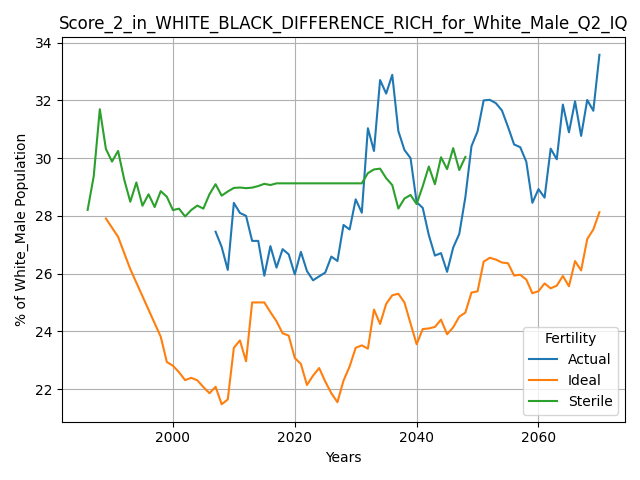 Score_2_in_WHITE_BLACK_DIFFERENCE_RICH_for_White_Male_Q2_IQ
% of White_Male Population
34
32
30
28
26
24
22
2000
2020
2040
2060
Years
Fertility
Actual
Ideal
Sterile